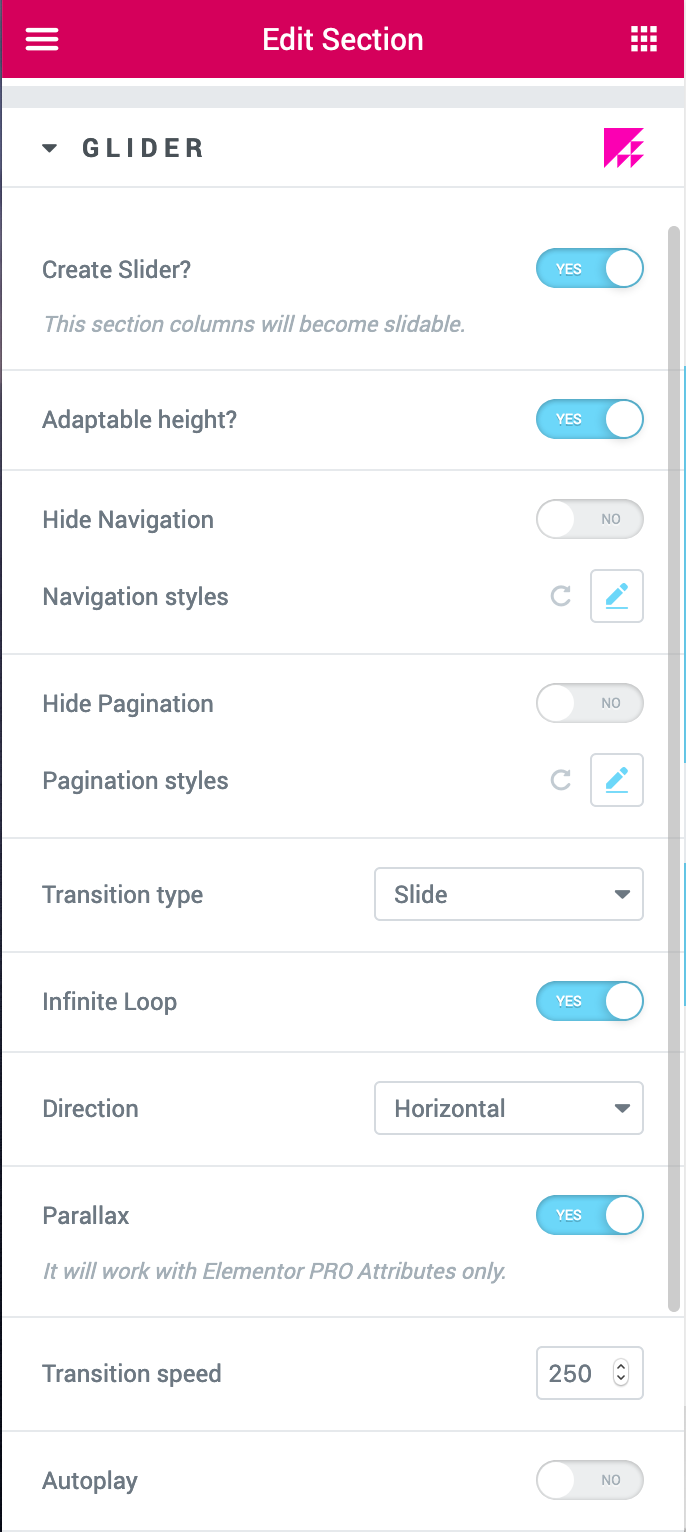 Edit Section
GLIDER
Create Slider? YES
This section columns will become slidable.
Adaptable height? YES
Hide Navigation NO
Navigation styles
Hide Pagination NO
Pagination styles
Transition type Slide
Infinite Loop YES
Direction Horizontal
Parallax YES
It will work with Elementor PRO Attributes only.
Transition speed 250
Autoplay NO